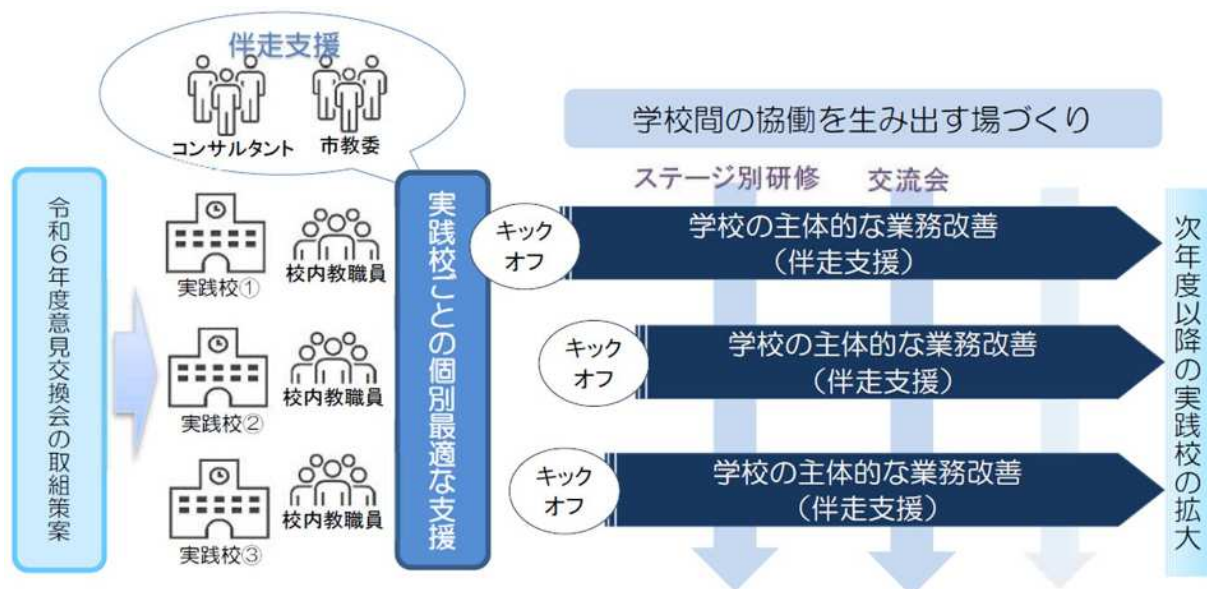 伴走支援
コンサルタント
市教委
令和6年度意見交換会の取組策案
実践校①
校内教職員
実践校②
校内教職員
実践校③
校内教職員
実践校ごとの個別最適な支援
学校間の協働を生み出す場づくり
ステージ別研修
交流会
キック
オフ
学校の主体的な業務改善
（伴走支援）
キック
オフ
学校の主体的な業務改善
（伴走支援）
キック
オフ
学校の主体的な業務改善
（伴走支援）
次年度以降の実践校の拡大